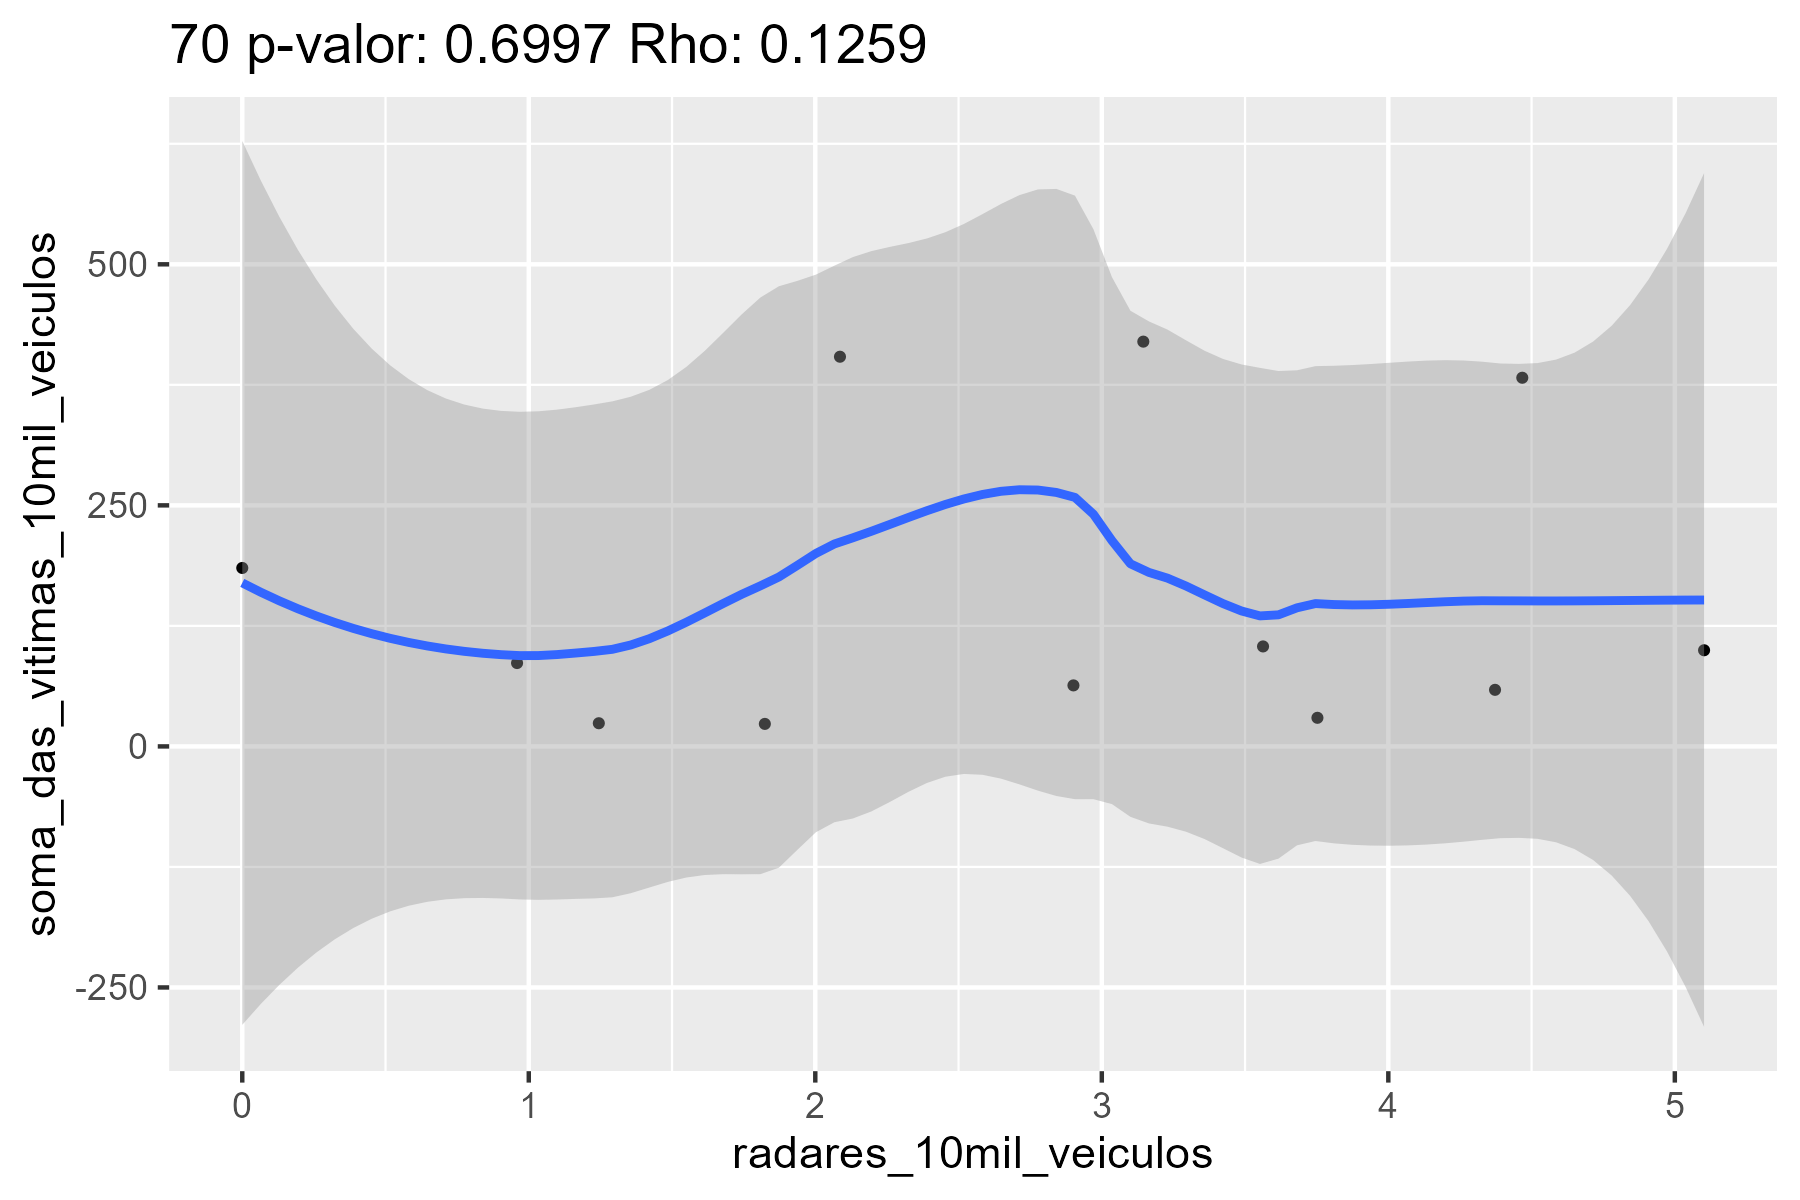 70 p-valor: 0.6997 Rho: 0.1259
soma_das_vitimas_10mil_veiculos
500
250
0
-250
0 1 2 3 4 5
radares_10mil_veiculos